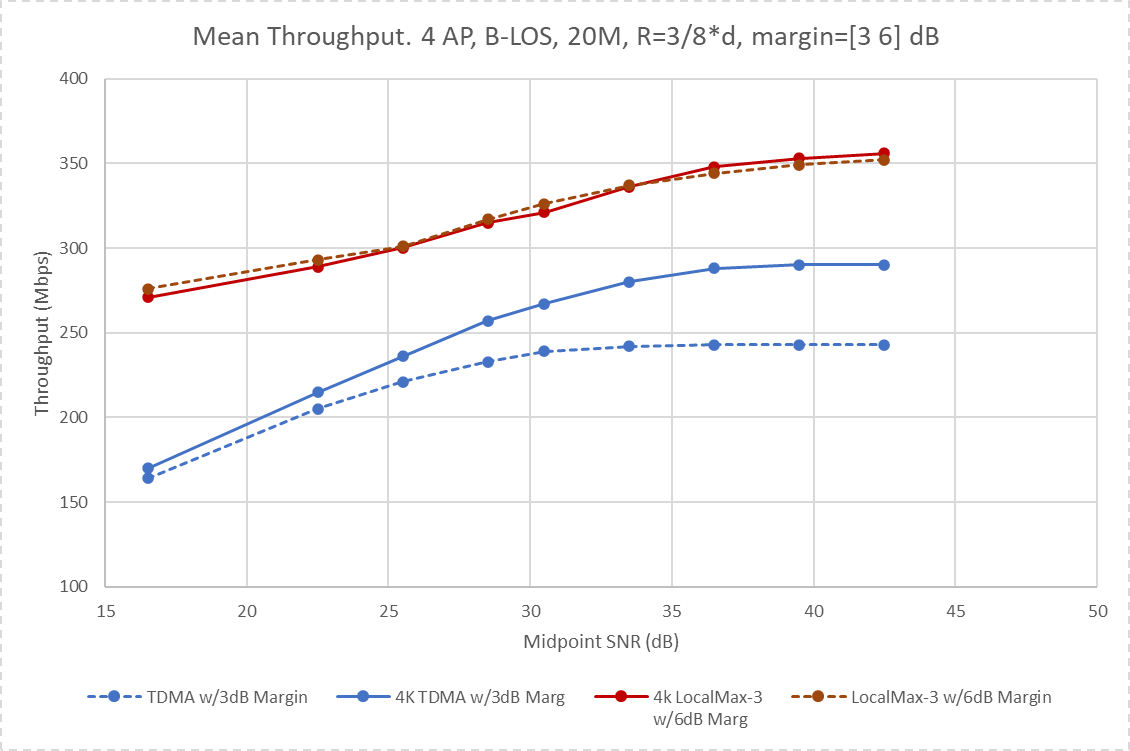 Mean Throughput. 4 AP, B-LOS, 20M, R=3/8*d, margin=[3 6] dB
400
350
300
250
200
150
100
Throughput (Mbps)
15 20 25 30 35 40 45 50
Midpoint SNR (dB)
TDMA w/3dB Margin
4K TDMA w/3dB Marg
4k LocalMax-3
w/6dB Marg
LocalMax-3 w/6dB Margin